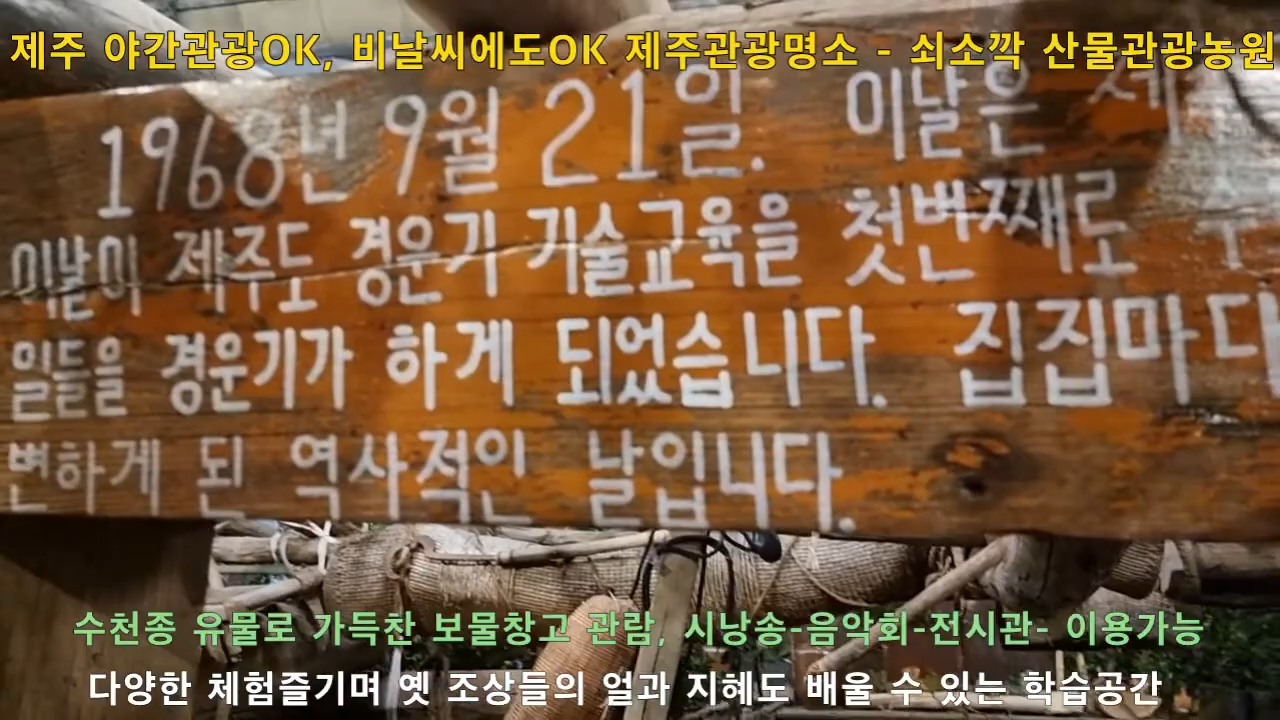 제주 야간관광OK, 비날씨에도OK 제주관광명소 - 쇠소깍 산물관광농원
1968년 9월 21일. 이날은 제
이날이 제주도 경운기 기술교육을 첫번째로
일들을 경운기가 하게 되었습니다. 집집마다
변하게 된 역사적인 날입니다.
수천종 유물로 가득찬 보물창고 관람, 시낭송-음악회-전시관- 이용가능
다양한 체험즐기며 옛 조상들의 얼과 지혜도 배울 수 있는 학습공간